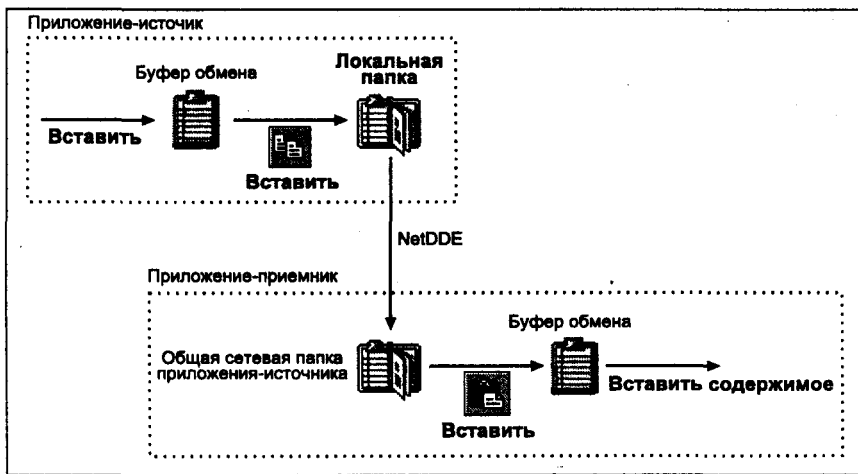 Приложение-источик
Буфер обмена
Локальная
папка
Вставить
Вставить
NetDDE
Приложение-приемник
Общая сетевая папка
приложения-источника
Буфер обмена
Вставить
Вставить содержимое